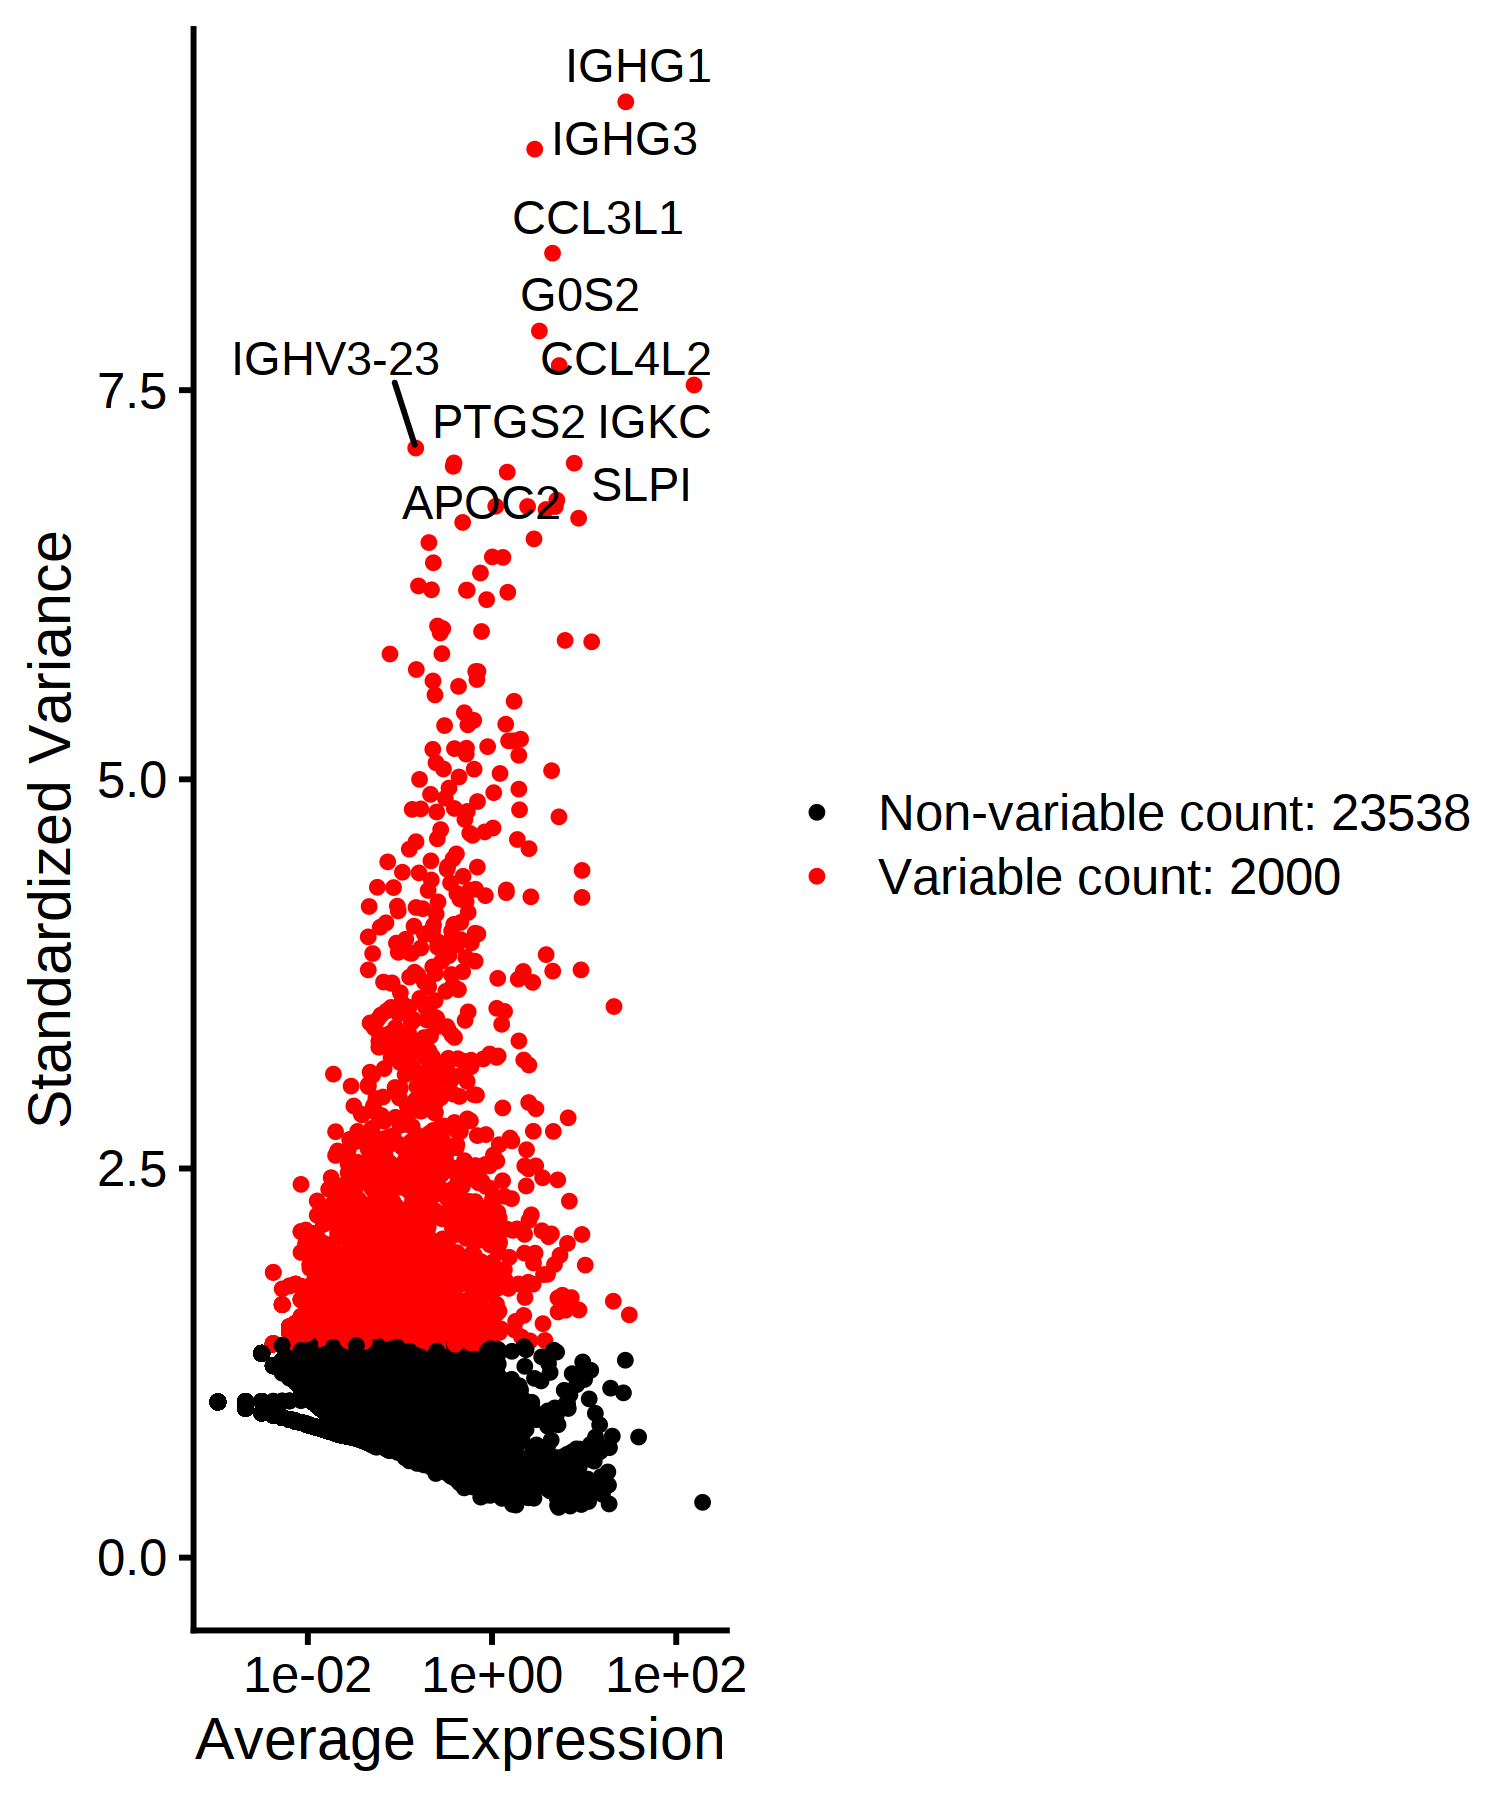 IGHG1
IGHG3
CCL3L1
G0S2
IGHV3-23
CCL4L2
PTGS2
IGKC
SLPI
APOC2
7.5
5.0
2.5
0.0
Standardized Variance
1e-02
1e+00
1e+02
Average Expression
Non-variable count: 23538
Variable count: 2000